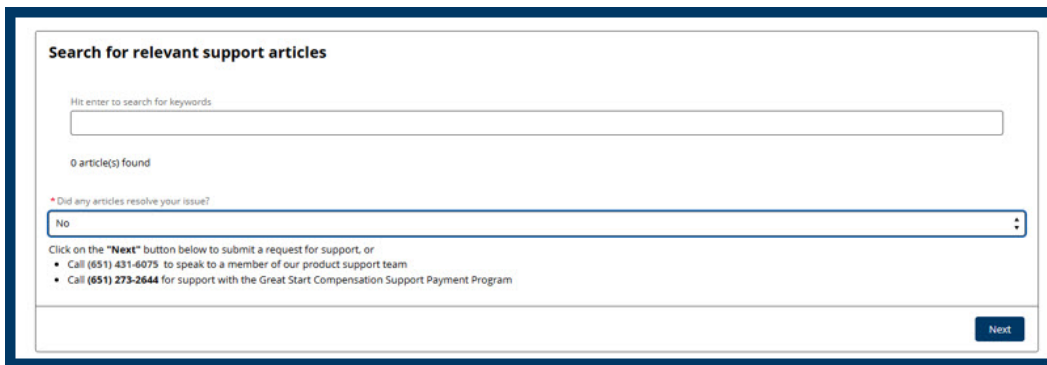 Search for relevant support articles
Hit enter to search for keywords
0 article(s) found
*Did any articles resolve your issue?
No
Click on the "Next" button below to submit a request for support, or
• Call (651) 431-6075 to speak to a member of our product support team
• Call (651) 273-2644 for support with the Great Start Compensation Support Payment Program
Next